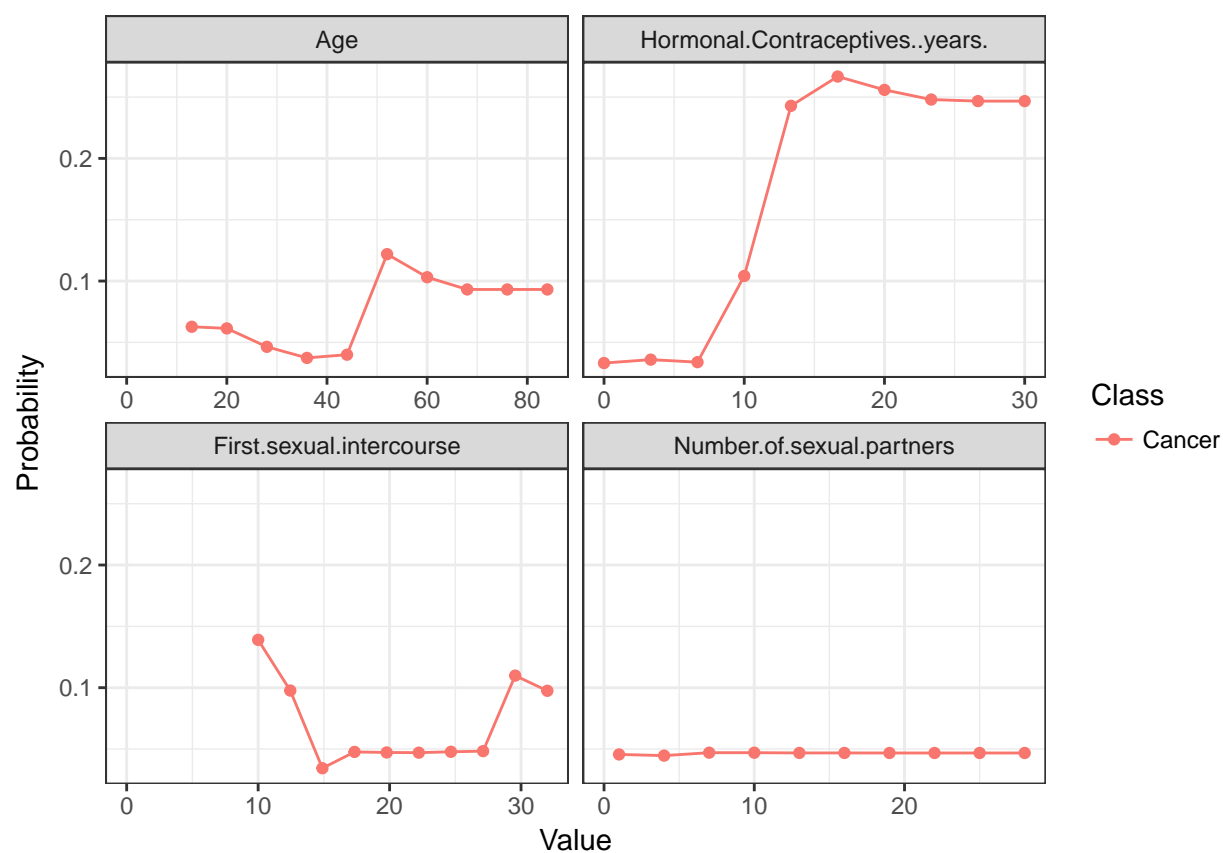 Age
Hormonal.Contraceptives..years.
0.2
0.1
0 20 40 60 80
0 10 20 30
First.sexual.intercourse
Number.of.sexual.partners
0.2
0.1
0 10 20 30
0 10 20
Probability
Value
Class
Cancer